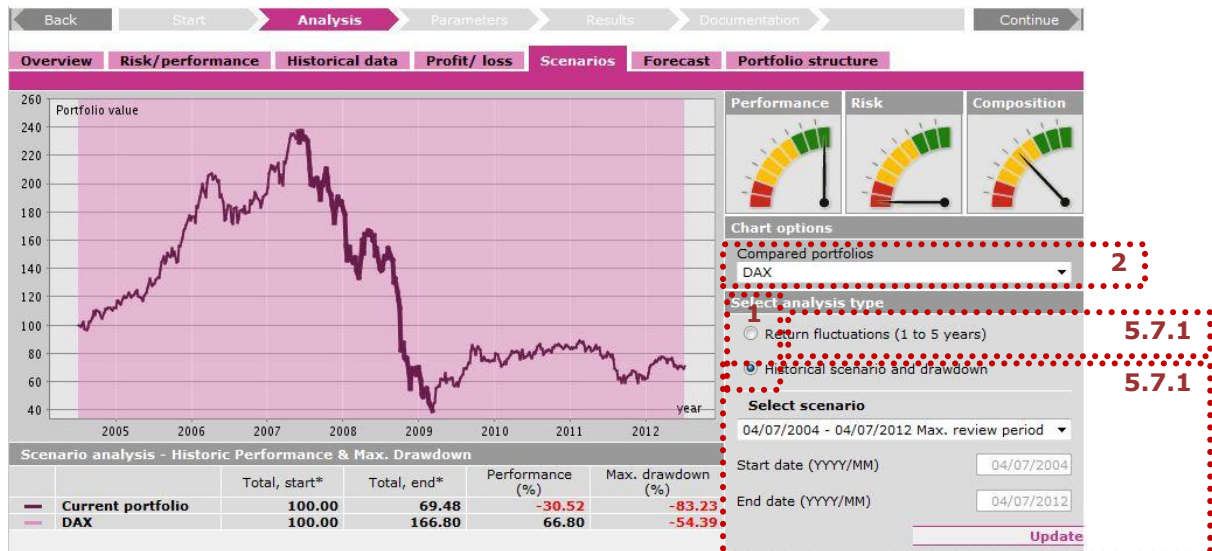 Back Start Analysis Parameters Results Documentation Continue
Overview Risk/performance Historical data Profit/ loss Scenarios Forecast Portfolio structure
Portfolio value
260
240
220
200
180
160
140
120
100
80
60
40
year
2005 2006 2007 2008 2009 2010 2011 2012
Performance Risk Composition
Chart options
Compared portfolios
DAX
2
Select analysis type
1
Return fluctuations (1 to 5 years)
5.7.1
Historical scenario and drawdown
5.7.1
Select scenario
04/07/2004 - 04/07/2012 Max. review period
Start date (YYYY/MM) 04/07/2004
End date (YYYY/MM) 04/07/2012
Update
Scenario analysis - Historic Performance & Max. Drawdown
Total, start* Total, end* Performance (%) Max. drawdown (%)
Current portfolio 100.00 69.48 -30.52 -83.23
DAX 100.00 166.80 66.80 -54.39